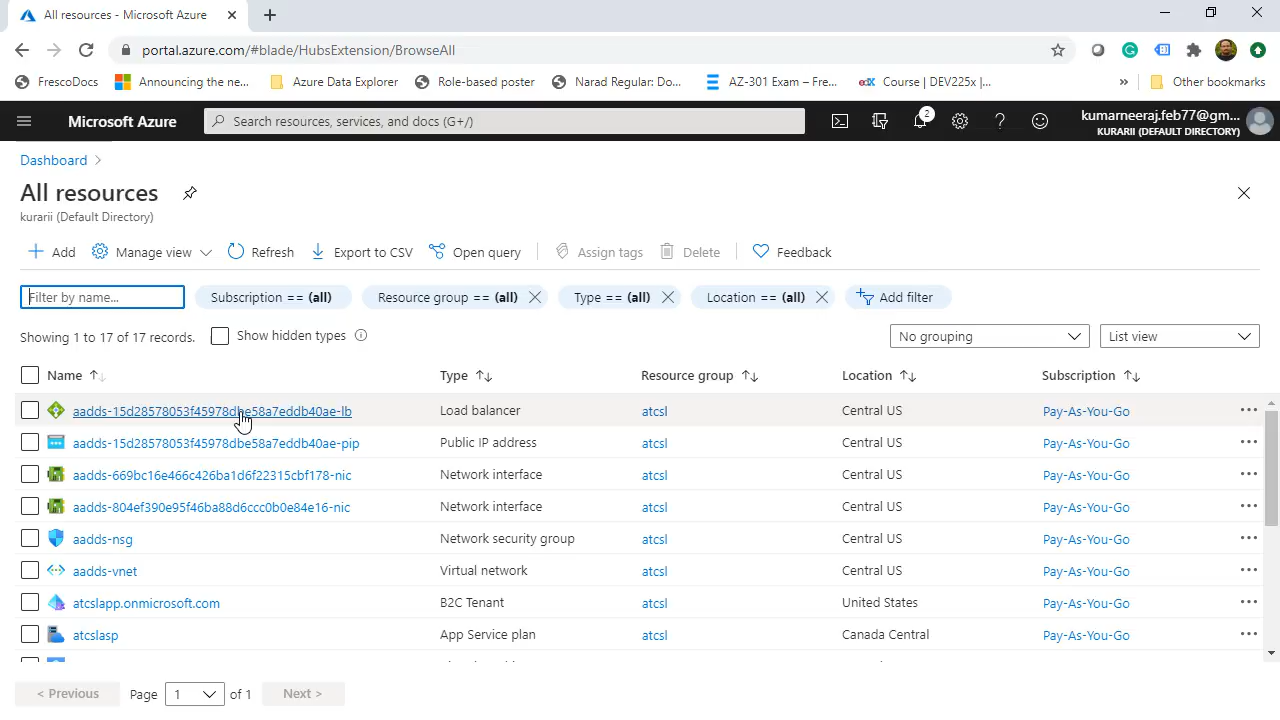 All resources - Microsoft Azure
portal.azure.com/#blade/HubsExtension/BrowseAll
FrescoDocs
Announcing the ne...
Azure Data Explorer
Role-based poster
Narad Regular: Do...
AZ-301 Exam – Fre...
edX Course | DEV225x |...
»
Other bookmarks
Microsoft Azure
Search resources, services, and docs (G+/)
2
kumarneeraj.feb77@gm...
KURARII (DEFAULT DIRECTORY)
Dashboard >
All resources
kurarii (Default Directory)
Add
Manage view
Refresh
Export to CSV
Open query
Assign tags
Delete
Feedback
Filter by name...
Subscription == (all)
Resource group == (all)
Type == (all)
Location == (all)
Add filter
Showing 1 to 17 of 17 records.
Show hidden types
No grouping
List view
Name Type Resource group Location Subscription
aadds-15d28578053f45978dbe58a7eddb40ae-lb Load balancer atcsl Central US Pay-As-You-Go
aadds-15d28578053f45978dbe58a7eddb40ae-pip Public IP address atcsl Central US Pay-As-You-Go
aadds-669bc16e466c426ba1d6f22315cbf178-nic Network interface atcsl Central US Pay-As-You-Go
aadds-804ef390e95f46ba88d6ccc0b0e84e16-nic Network interface atcsl Central US Pay-As-You-Go
aadds-nsg Network security group atcsl Central US Pay-As-You-Go
aadds-vnet Virtual network atcsl Central US Pay-As-You-Go
atcslapp.onmicrosoft.com B2C Tenant atcsl United States Pay-As-You-Go
atcslasp App Service plan atcsl Canada Central Pay-As-You-Go
< Previous Page 1 of 1 Next >